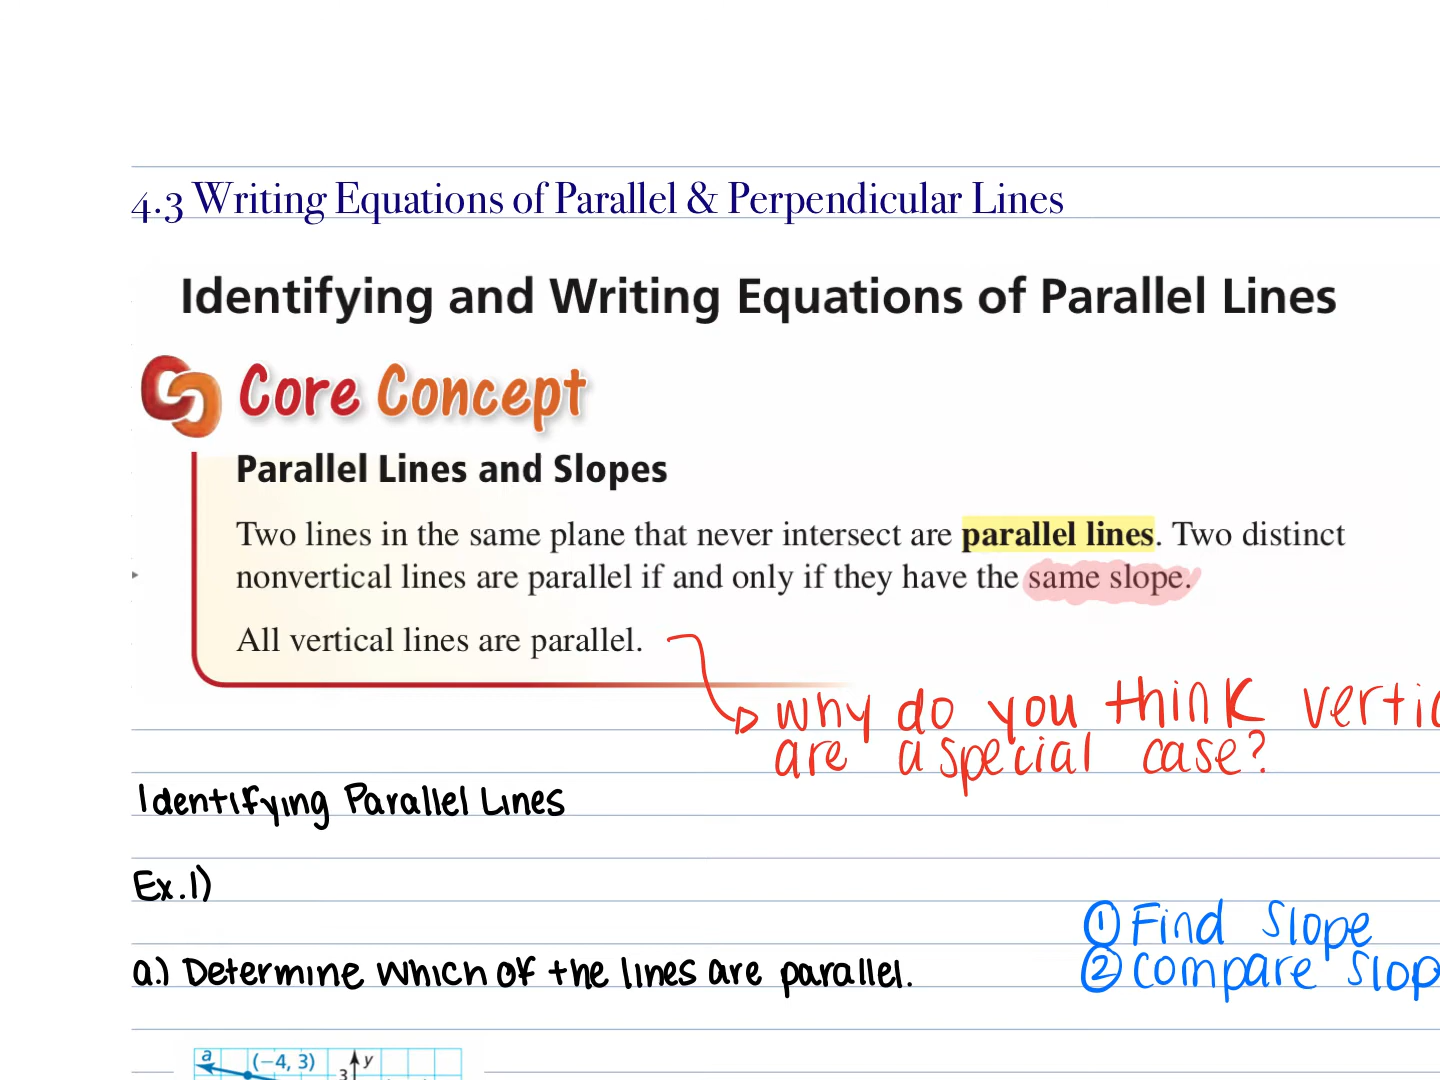 4.3 Writing Equations of Parallel & Perpendicular Lines
Identifying and Writing Equations of Parallel Lines
Core Concept
Parallel Lines and Slopes
Two lines in the same plane that never intersect are parallel lines. Two distinct
nonvertical lines are parallel if and only if they have the same slope.
All vertical lines are parallel.
why do you think
are a special case?
Identifying Parallel Lines
Ex.1)
① Find Slope
② Compare
a.) Determine which of the lines are parallel.
a (−4, 3) y
3